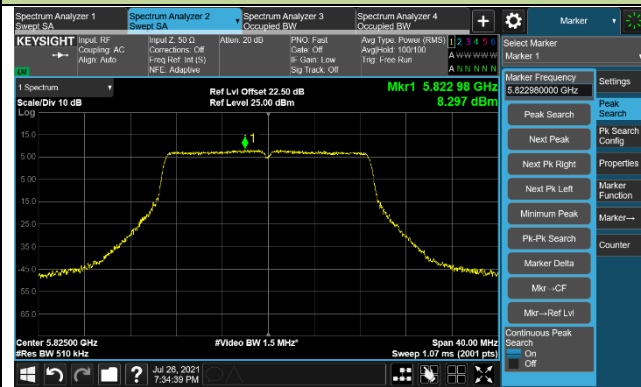 Spectrum Analyzer 1
Swept SA
Spectrum Analyzer 2
Swept SA
Spectrum Analyzer 3
Occupied BW
Spectrum Analyzer 4
Occupied BW
+
Marker
KEYSIGHT
Input: RF
Coupling: AC
Align: Auto
Input Z: 50 Ω
Corrections: Off
Freq Ref: Int (S)
NFE: Adaptive
Atten: 20 dB
PNO: Fast
Gate: Off
IF Gain: Low
Sig Track: Off
Avg Type: Power (RMS)
Avg|Hold: 100/100
Trig: Free Run
1 2 3 4 5 6
A W W W W W
A N N N N N
Select Marker
Marker 1
1 Spectrum
Scale/Div 10 dB
Log
Ref Lvl Offset 22.50 dB
Ref Level 25.00 dBm
Mkr1 5.822 98 GHz
8.297 dBm
1
15.0
5.00
-5.00
-15.0
-25.0
-35.0
-45.0
-55.0
-65.0
Center 5.82500 GHz
#Res BW 510 kHz
#Video BW 1.5 MHz*
Span 40.00 MHz
Sweep 1.07 ms (2001 pts)
Marker Frequency
5.822980000 GHz
Peak Search
Next Peak
Next Pk Right
Next Pk Left
Minimum Peak
Pk-Pk Search
Marker Delta
Mkr→CF
Mkr→Ref Lvl
Continuous Peak
Search
On
Off
Settings
Peak
Search
Pk Search
Config
Properties
Marker
Function
Marker→
Counter
?
Jul 26, 2021
7:34:39 PM